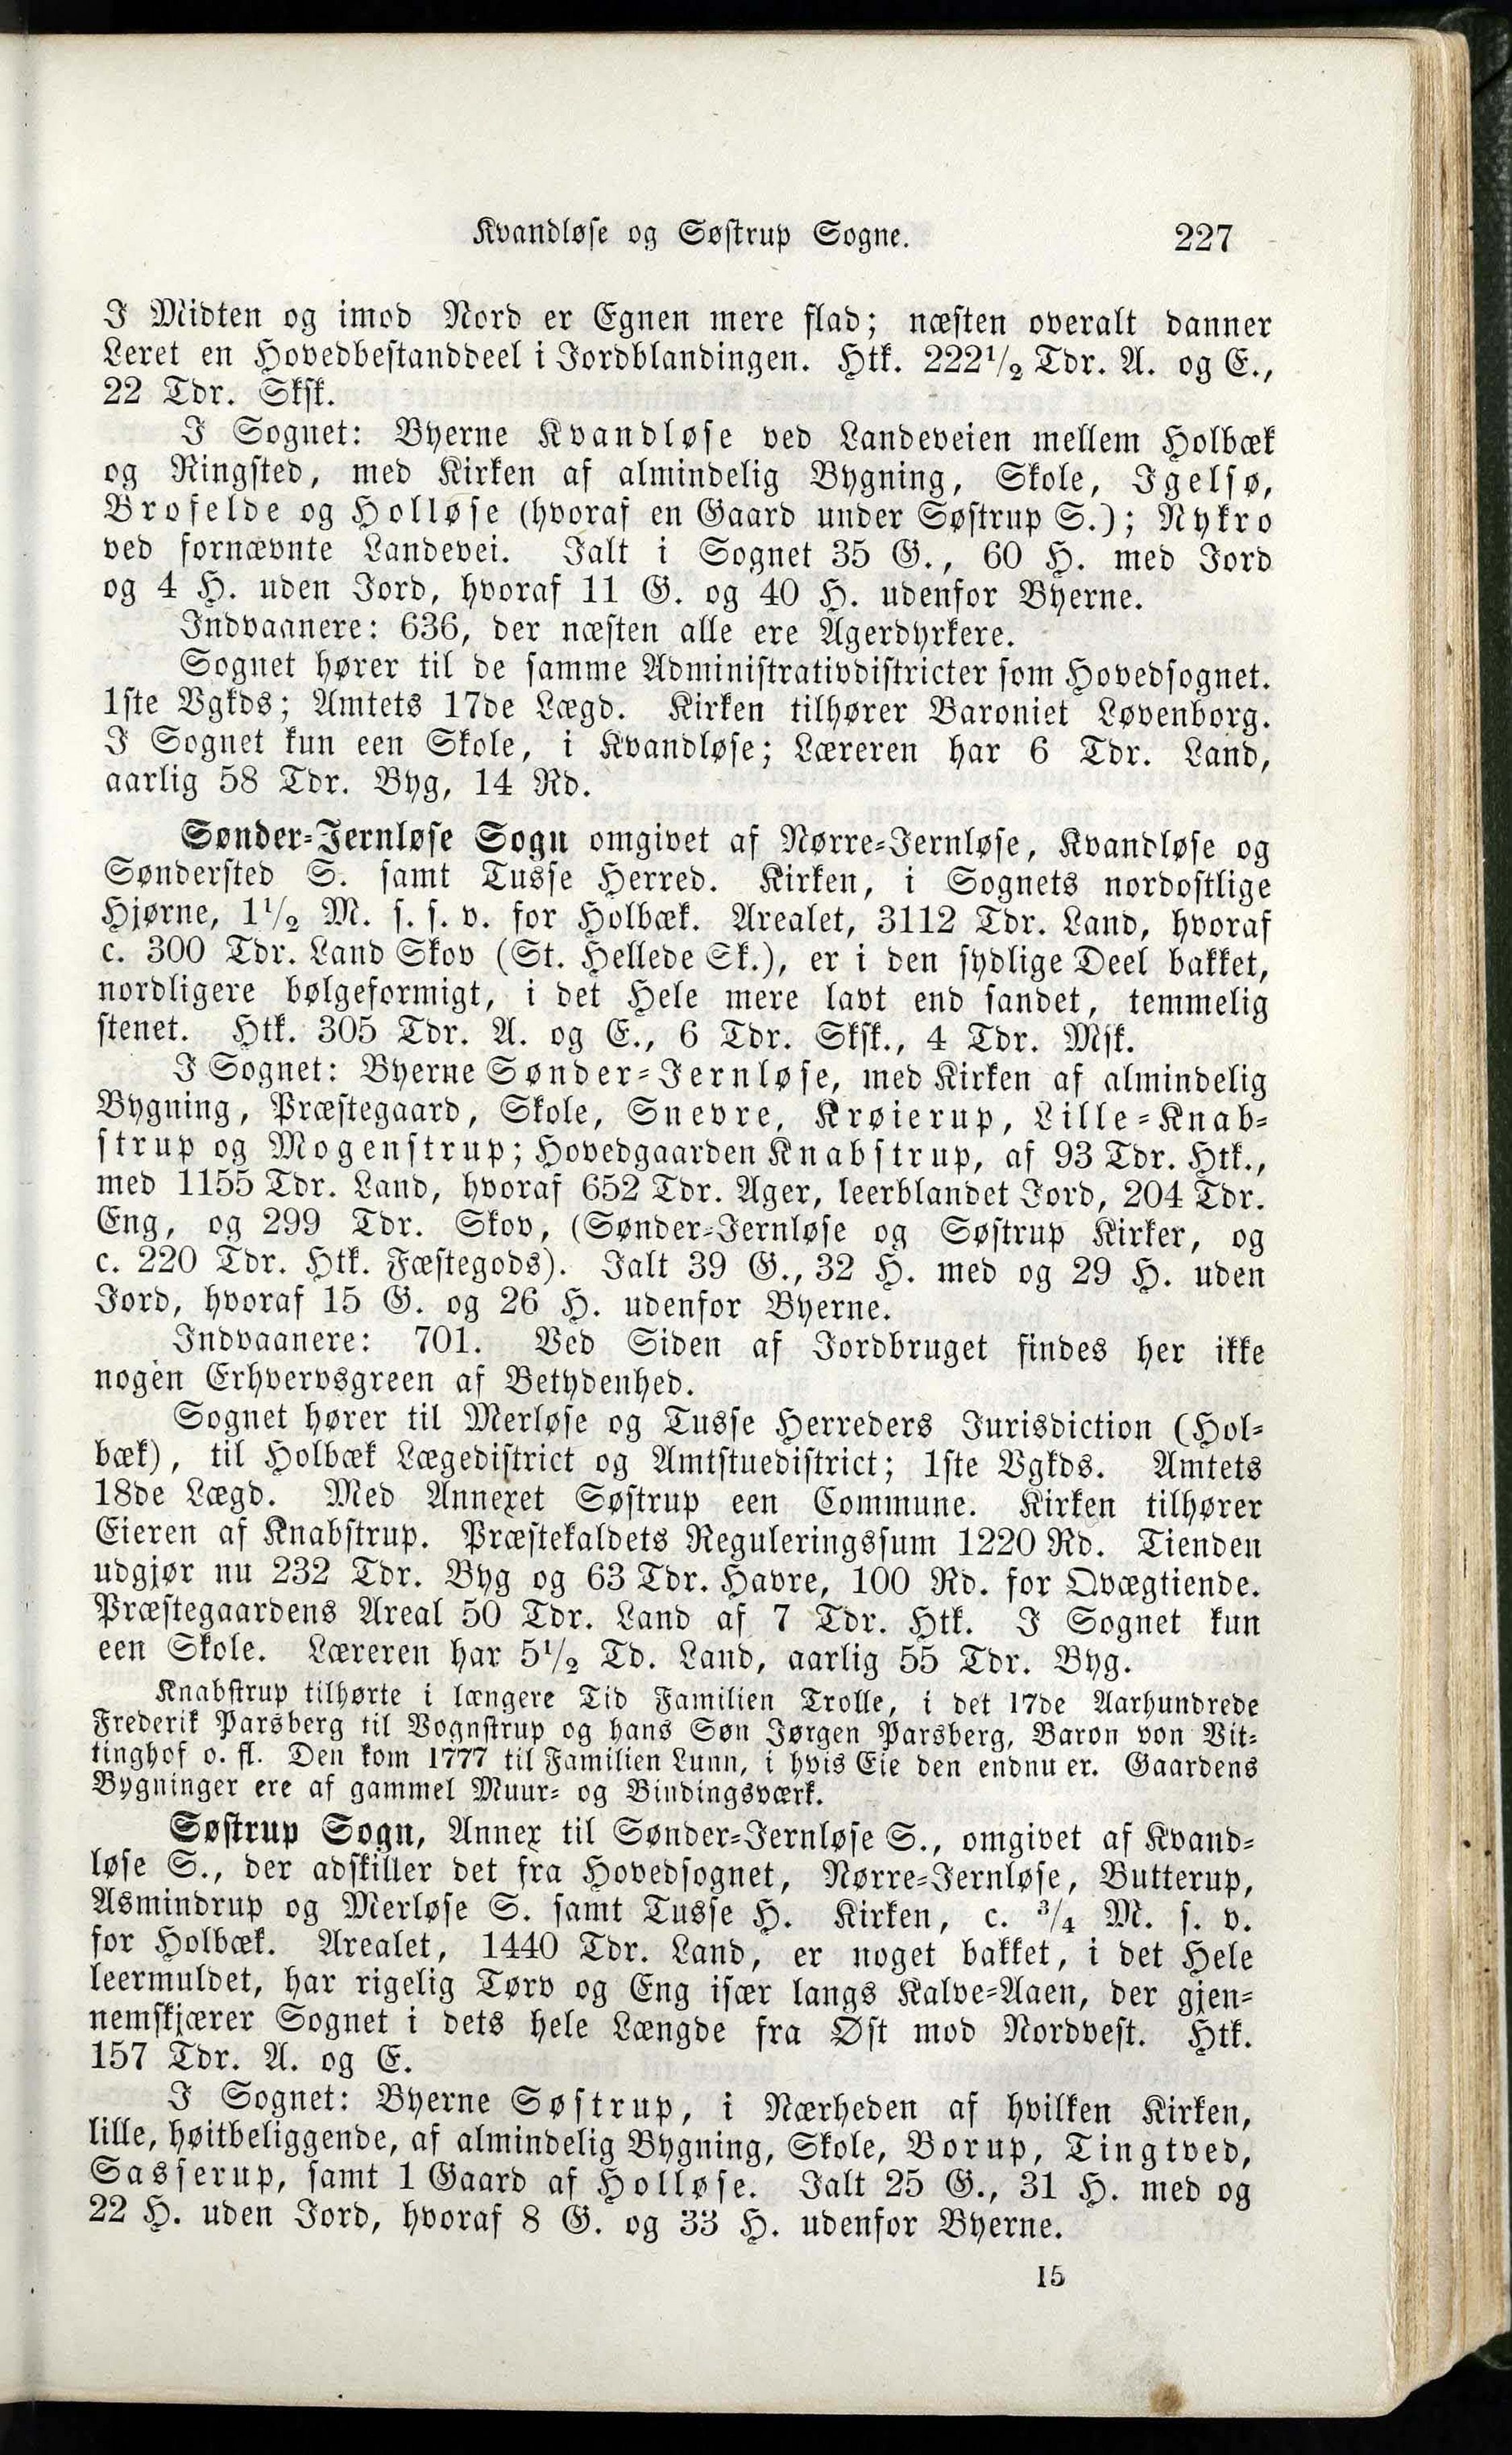 Kvandløse og Søstrup Sogne. 227
I Midten og imod Nord er Egnen mere flad; næsten overalt danner
Leret en Hovedbestanddeel i Jordblandingen. Htk. 222¹/₂ Tdr. A. og E.,
22 Tdr. Sksk.
I Sognet: Byerne Kvandløse ved Landeveien mellem Holbæk
og Ringsted, med Kirken af almindelig Bygning, Skole, Igelsø,
Brofelde og Holløse (hvoraf en Gaard under Søstrup S.); Nykro
ved fornævnte Landevei. Ialt i Sognet 35 G., 60 H. med Jord
og 4 H. uden Jord, hvoraf 11 G. og 40 H. udenfor Byerne.
Indvaanere: 636, der næsten alle ere Agerdyrkere.
Sognet hører til de samme Administrativdistricter som Hovedsognet.
1ste Vgkds; Amtets 17de Lægd. Kirken tilhører Baroniet Løvenborg.
I Sognet kun een Skole, i Kvandløse; Læreren har 6 Tdr. Land,
aarlig 58 Tdr. Byg, 14 Rd.
Sønder-Jernløse Sogn omgivet af Nørre-Jernløse, Kvandløse og
Søndersted S. samt Tusse Herred. Kirken, i Sognets nordostlige
Hjørne, 1¹/₂ M. s. s. v. for Holbæk. Arealet, 3112 Tdr. Land, hvoraf
c. 300 Tdr. Land Skov (St. Hellede Sk.), er i den sydlige Deel bakket,
nordligere bølgeformigt, i det Hele mere lavt end sandet, temmelig
stenet. Htk. 305 Tdr. A. og E., 6 Tdr. Sksk., 4 Tdr. Msk.
I Sognet: Byerne Sønder-Jernløse, med Kirken af almindelig
Bygning, Præstegaard, Skole, Snevre, Krøierup, Lille-Knab-
strup og Mogenstrup; Hovedgaarden Knabstrup, af 93 Tdr. Htk.,
med 1155 Tdr. Land, hvoraf 652 Tdr. Ager, leerblandet Jord, 204 Tdr.
Eng, og 299 Tdr. Skov, (Sønder-Jernløse og Søstrup Kirker, og
c. 220 Tdr. Htk. Fæstegods). Ialt 39 G., 32 H. med og 29 H. uden
Jord, hvoraf 15 G. og 26 H. udenfor Byerne.
Indvaanere: 701. Ved Siden af Jordbruget findes her ikke
nogen Erhvervsgreen af Betydenhed.
Sognet hører til Merløse og Tusse Herreders Jurisdiction (Hol-
bæk), til Holbæk Lægedistrict og Amtstuedistrict; 1ste Vgkds. Amtets
18de Lægd. Med Annexet Søstrup een Commune. Kirken tilhører
Eieren af Knabstrup. Præstekaldets Reguleringssum 1220 Rd. Tienden
udgjør nu 232 Tdr. Byg og 63 Tdr. Havre, 100 Rd. for Qvægtiende.
Præstegaardens Areal 50 Tdr. Land af 7 Tdr. Htk. I Sognet kun
een Skole. Læreren har 5¹/₂ Td. Land, aarlig 55 Tdr. Byg.
Knabstrup tilhørte i længere Tid Familien Trolle, i det 17de Aarhundrede
Frederik Parsberg til Vognstrup og hans Søn Jørgen Parsberg, Baron von Vit-
tinghof o. fl. Den kom 1777 til Familien Lunn, i hvis Eie den endnu er. Gaardens
Bygninger ere af gammel Muur- og Bindingsværk.
Søstrup Sogn, Annex til Sønder-Jernløse S., omgivet af Kvand-
løse S., der adskiller det fra Hovedsognet, Nørre-Jernløse, Butterup,
Asmindrup og Merløse S. samt Tusse H. Kirken, c. ³/₄ M. s. v.
for Holbæk. Arealet, 1440 Tdr. Land, er noget bakket, i det Hele
leermuldet, har rigelig Tørv og Eng især langs Kalve-Aaen, der gjen-
nemskjærer Sognet i dets hele Længde fra Øst mod Nordvest. Htk.
157 Tdr. A. og E.
I Sognet: Byerne Søstrup, i Nærheden af hvilken Kirken,
lille, høitbeliggende, af almindelig Bygning, Skole, Borup, Tingtved,
Sasserup, samt 1 Gaard af Holløse. Ialt 25 G., 31 H. med og
22 H. uden Jord, hvoraf 8 G. og 33 H. udenfor Byerne.
15